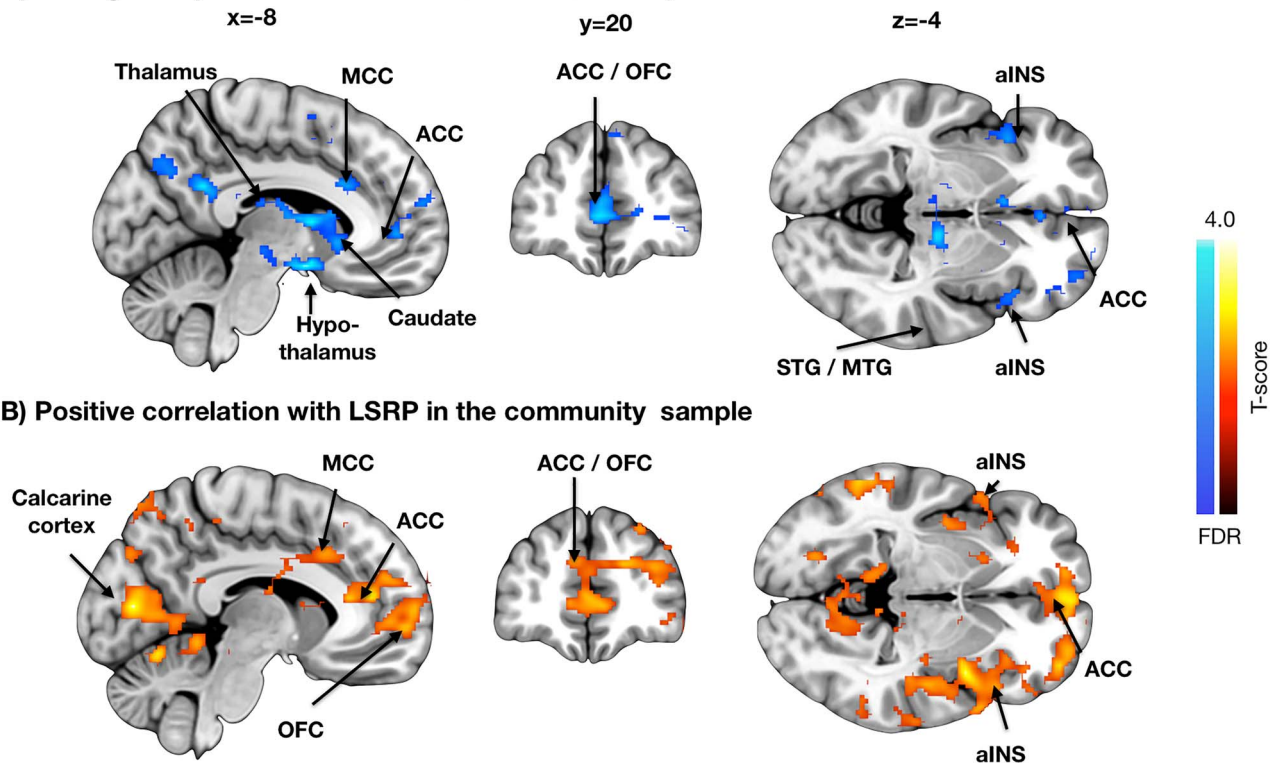 x=-8
y=20
z=-4
Thalamus
MCC
ACC
ACC / OFC
aINS
Hypo-
thalamus
Caudate
STG / MTG
aINS
ACC
4.0
T-score
FDR
B) Positive correlation with LSRP in the community sample
Calcarine
cortex
MCC
ACC
OFC
ACC / OFC
aINS
ACC
aINS